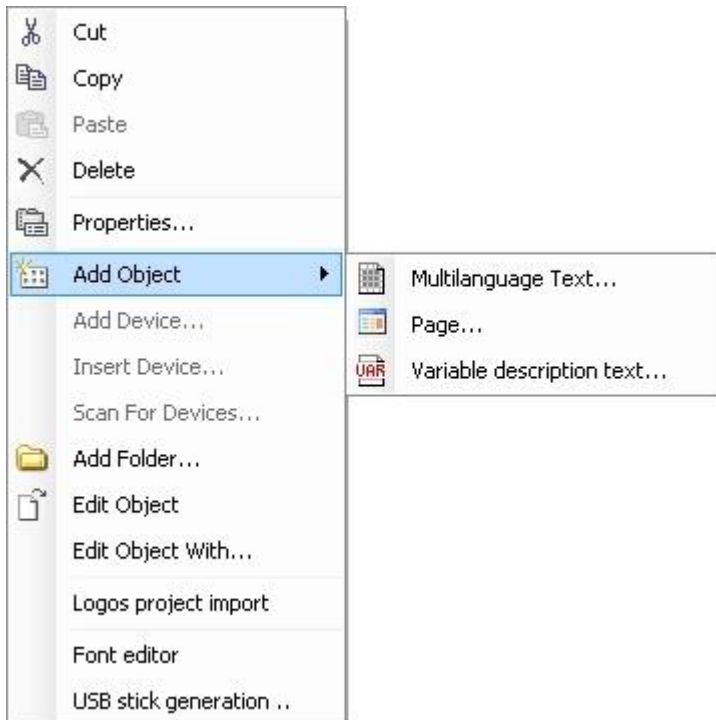 Cut
Copy
Paste
Delete
Properties...
Add Object
Multilanguage Text...
Page...
VAR Variable description text...
Add Device...
Insert Device...
Scan For Devices...
Add Folder...
Edit Object
Edit Object With...
Logos project import
Font editor
USB stick generation ..